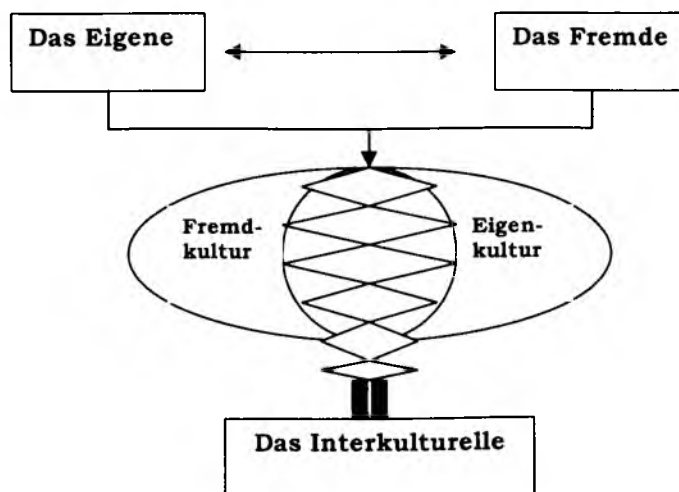 Das Eigene
Das Fremde
Fremd-
kultur
Eigen-
kultur
Das Interkulturelle